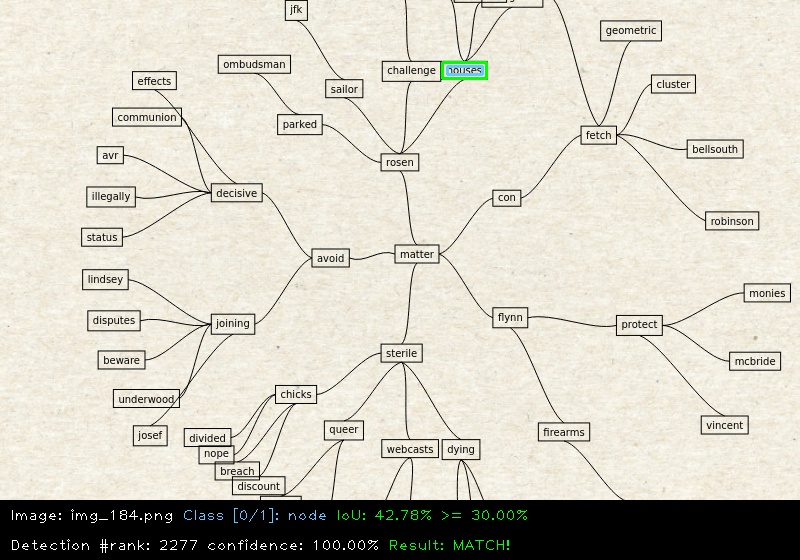 jfk
geometric
ombudsman
challenge
houses
effects
sailor
cluster
communion
parked
fetch
avr
rosen
bellsouth
illegally
decisive
con
robinson
status
avoid
matter
lindsey
monies
disputes
joining
flynn
protect
beware
sterile
mcbride
underwood
chicks
josef
divided
queer
firearms
vincent
nope
webcasts
dying
breach
discount
Image: img_184.png Class [0/1]: node IoU: 42.78% >= 30.00%
Detection #rank: 2277 confidence: 100.00% Result: MATCH!